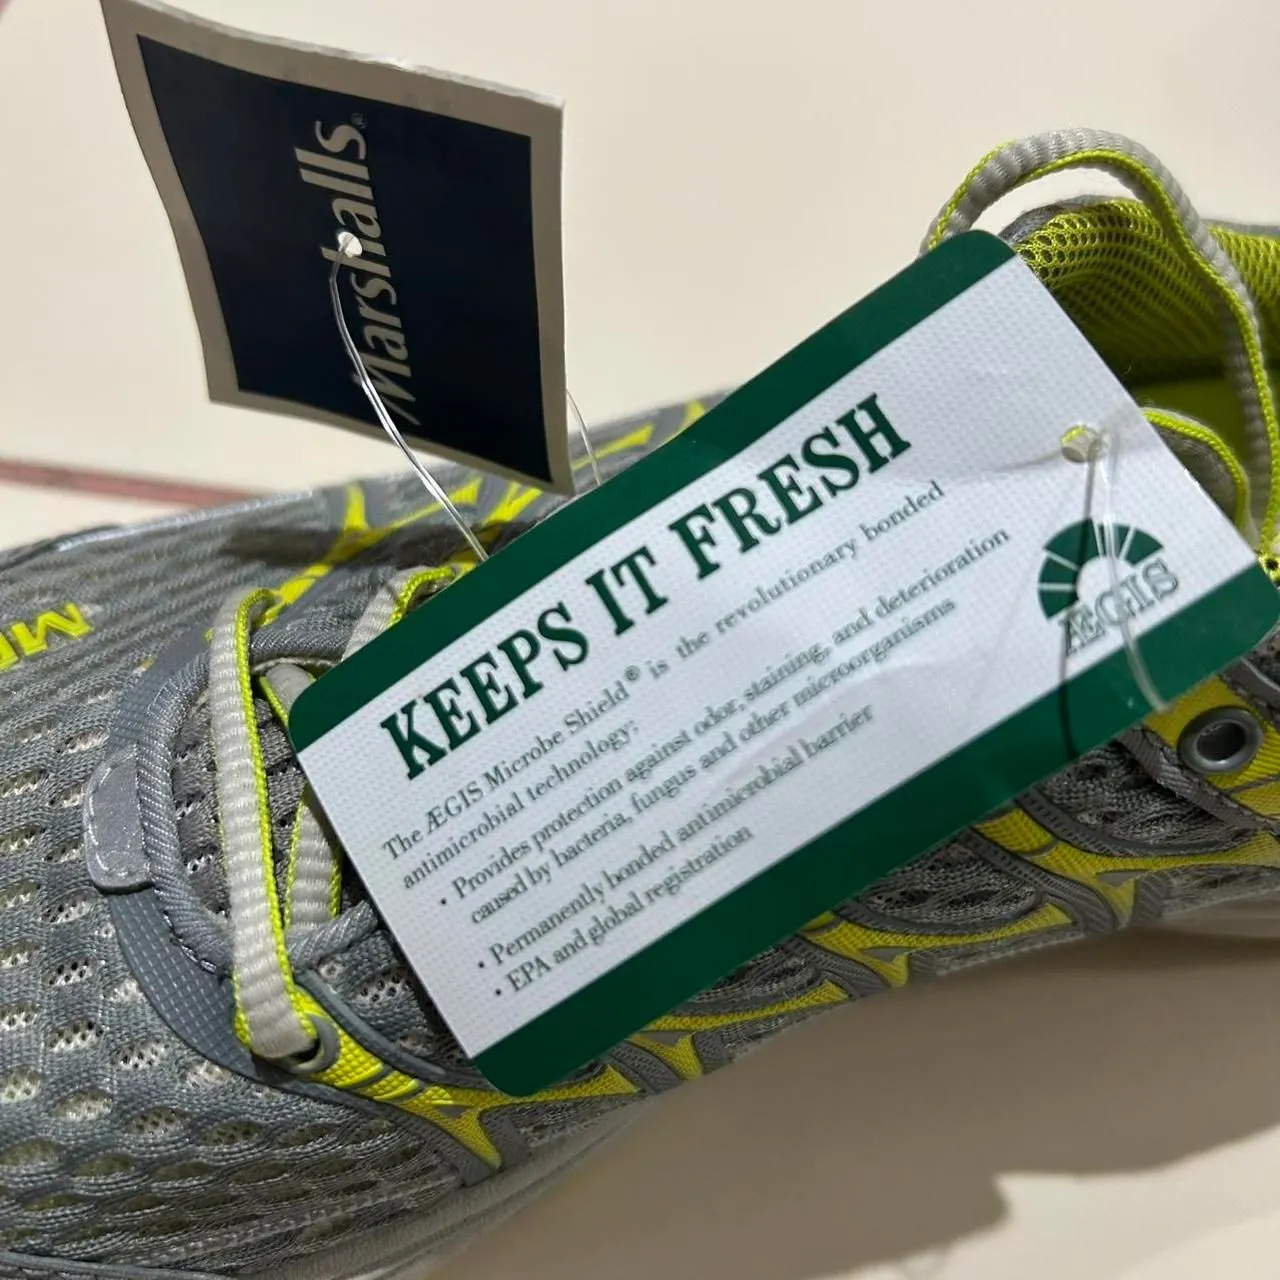 Marshalls®
KEEPS IT FRESH
The ÆGIS Microbe Shield® is the revolutionary bonded
antimicrobial technology:
• Provides protection against odor, staining, and deterioration
caused by bacteria, fungus and other microorganisms
• Permanently bonded antimicrobial barrier
• EPA and global registration
ÆGIS